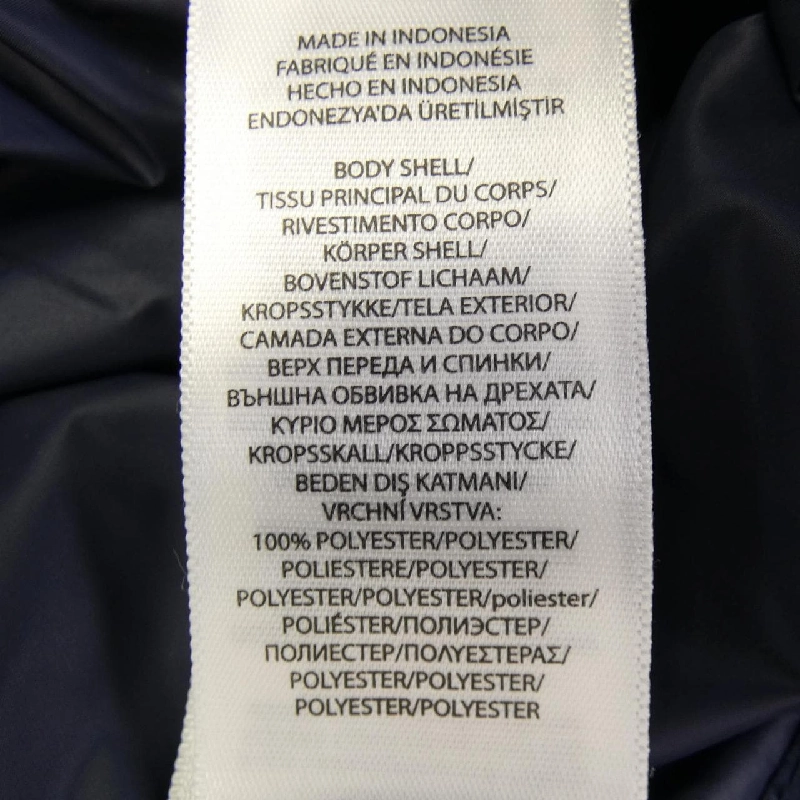 MADE IN INDONESIA
FABRIQUÉ EN INDONÉSIE
HECHO EN INDONESIA
ENDONEZYA'DA ÜRETİLMİŞTİR
BODY SHELL/
TISSU PRINCIPAL DU CORPS/
RIVESTIMENTO CORPO/
KÖRPER SHELL/
BOVENSTOF LICHAAM/
KROPSSTYKKE/TELA EXTERIOR/
CAMADA EXTERNA DO CORPO/
ВЕРХ ПЕРЕДА И СПИНКИ/
ВЪНШНА ОБВИВКА НА ДРЕХАТА/
ΚΥΡΙΟ ΜΕΡΟΣ ΣΩΜΑΤΟΣ/
KROPSSKALL/KROPPSSTYCKE/
BEDEN DIŞ KATMANI/
VRCHNÍ VRSTVA:
100% POLYESTER/POLYESTER/
POLIESTERE/POLYESTER/
POLYESTER/POLYESTER/poliester/
POLIÉSTER/ПОЛИЭСТЕР/
ПОЛИЕСТЕР/ΠΟΛΥΕΣΤΕΡΑΣ/
POLYESTER/POLYESTER/
POLYESTER/POLYESTER